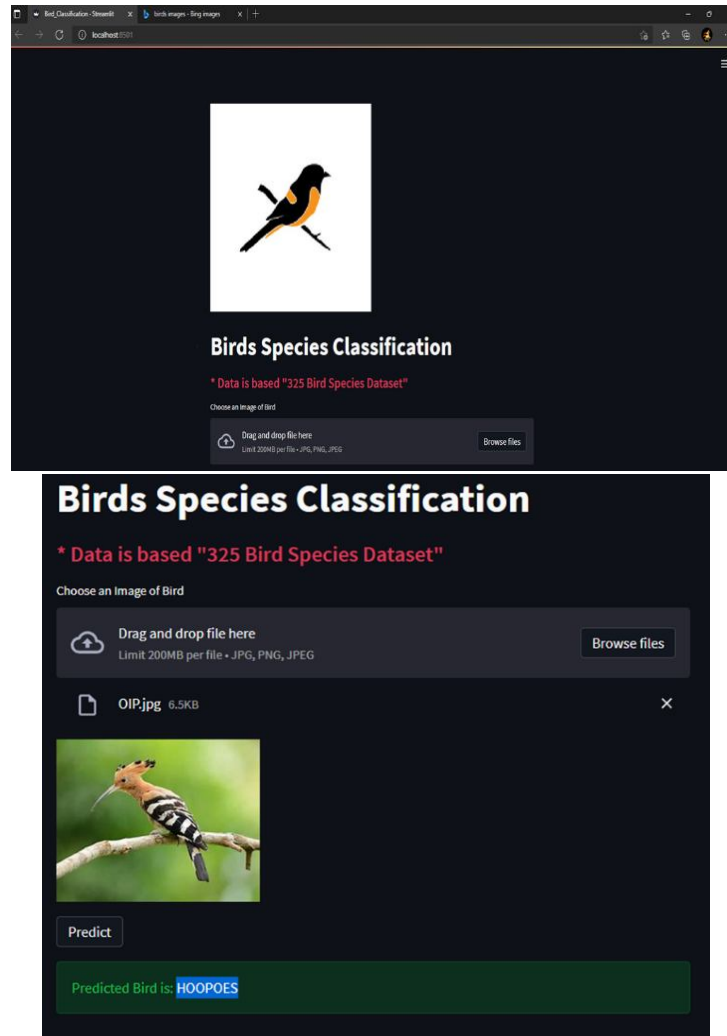 Bird_Classification - Streamlit
birds images - Bing images
localhost:8501
Birds Species Classification
* Data is based "325 Bird Species Dataset"
Choose an Image of Bird
Drag and drop file here
Limit 200MB per file • JPG, PNG, JPEG
Browse files
Birds Species Classification
* Data is based "325 Bird Species Dataset"
Choose an Image of Bird
Drag and drop file here
Limit 200MB per file • JPG, PNG, JPEG
Browse files
OIP.jpg 6.5KB
Predict
Predicted Bird is: HOOPOES